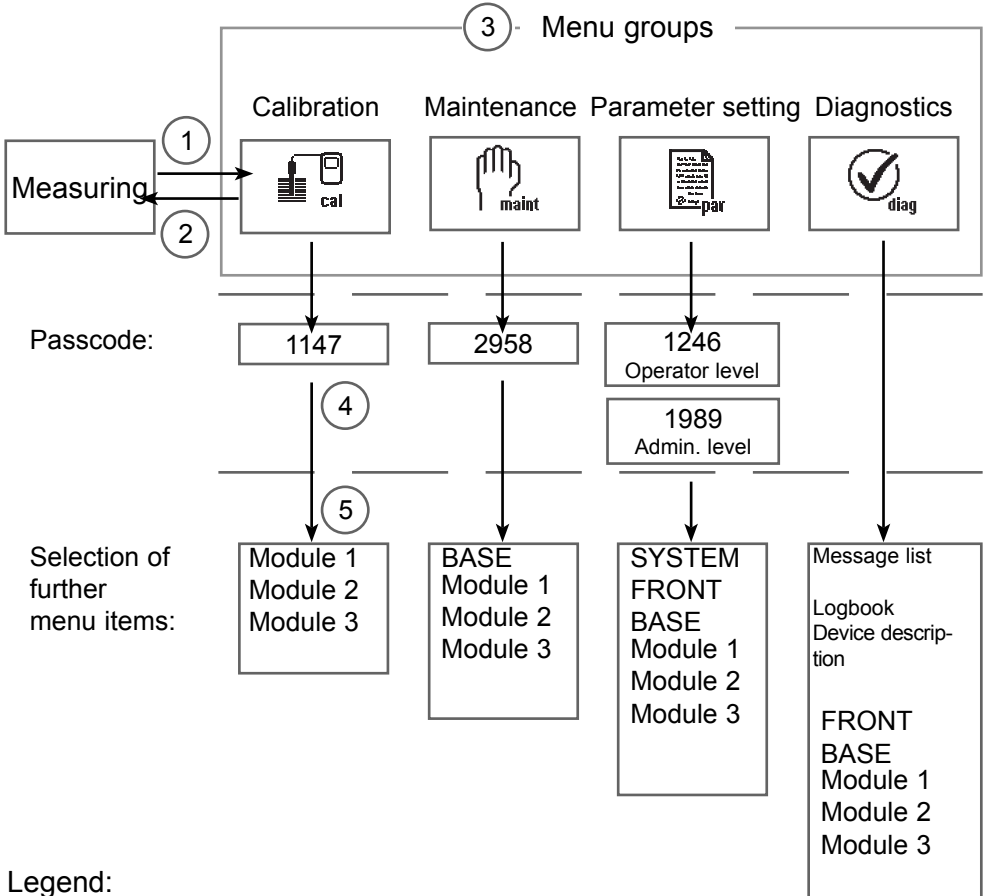 3
Menu groups
Calibration
Maintenance
Parameter setting
Diagnostics
1
Measuring
2
cal
maint
par
diag
Passcode:
1147
2958
1246
Operator level
1989
Admin. level
4
5
Selection of
further
menu items:
Module 1
Module 2
Module 3
BASE
Module 1
Module 2
Module 3
SYSTEM
FRONT
BASE
Module 1
Module 2
Module 3
Message list
Logbook
Device descrip-
tion
FRONT
BASE
Module 1
Module 2
Module 3
Legend: